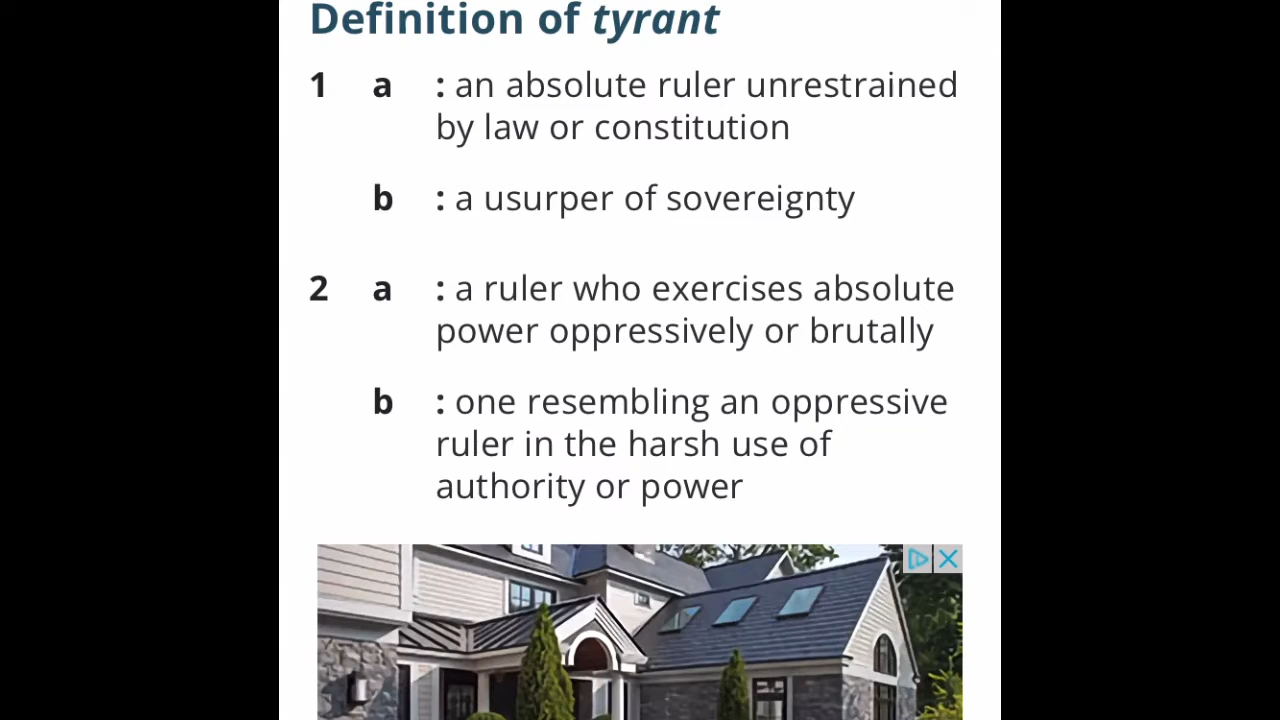 Definition of tyrant
1 a : an absolute ruler unrestrained
by law or constitution
b : a usurper of sovereignty
2 a : a ruler who exercises absolute
power oppressively or brutally
b : one resembling an oppressive
ruler in the harsh use of
authority or power